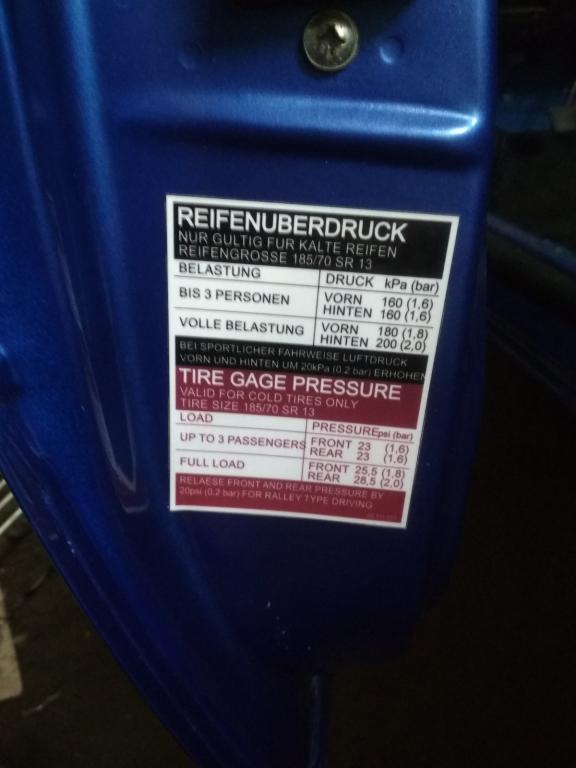 REIFENUBERDRUCK
NUR GULTIG FUR KALTE REIFEN
REIFENGROSSE 185/70 SR 13
BELASTUNG DRUCK kPa (bar)
BIS 3 PERSONEN VORN 160 (1,6)
HINTEN 160 (1,6)
VOLLE BELASTUNG VORN 180 (1,8)
HINTEN 200 (2,0)
BEI SPORTLICHER FAHRWEISE LUFTDRUCK
VORN UND HINTEN UM 20kPa (0.2 bar) ERHOHEN
TIRE GAGE PRESSURE
VALID FOR COLD TIRES ONLY
TIRE SIZE 185/70 SR 13
LOAD PRESSURE psi (bar)
UP TO 3 PASSENGERS FRONT 23 (1,6)
REAR 23 (1,6)
FULL LOAD FRONT 25,5 (1,8)
REAR 28,5 (2,0)
RELAESE FRONT AND REAR PRESSURE BY
20psi (0.2 bar) FOR RALLEY TYPE DRIVING